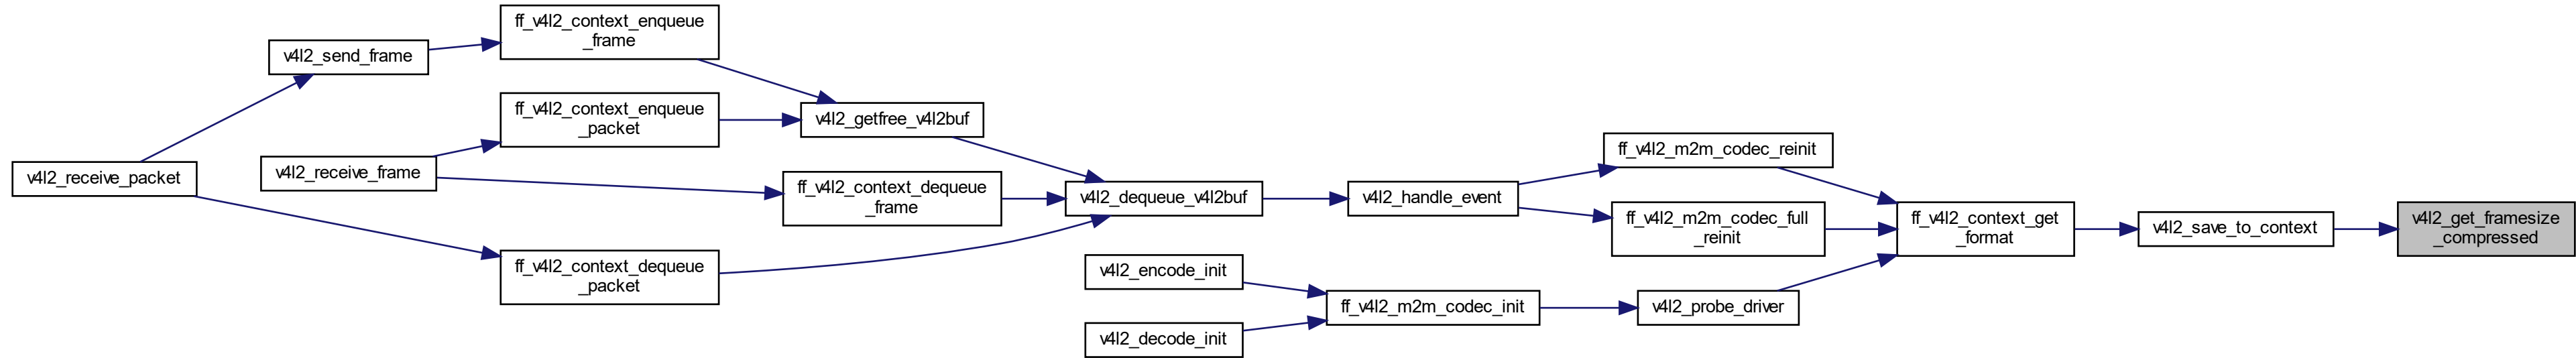 ff_v4l2_context_enqueue
_frame
v4l2_send_frame
ff_v4l2_context_enqueue
_packet
v4l2_getfree_v4l2buf
v4l2_receive_packet
v4l2_receive_frame
ff_v4l2_context_dequeue
_frame
v4l2_dequeue_v4l2buf
v4l2_handle_event
ff_v4l2_m2m_codec_reinit
ff_v4l2_m2m_codec_full
_reinit
ff_v4l2_context_get
_format
v4l2_save_to_context
v4l2_get_framesize
_compressed
ff_v4l2_context_dequeue
_packet
v4l2_encode_init
ff_v4l2_m2m_codec_init
v4l2_probe_driver
v4l2_decode_init